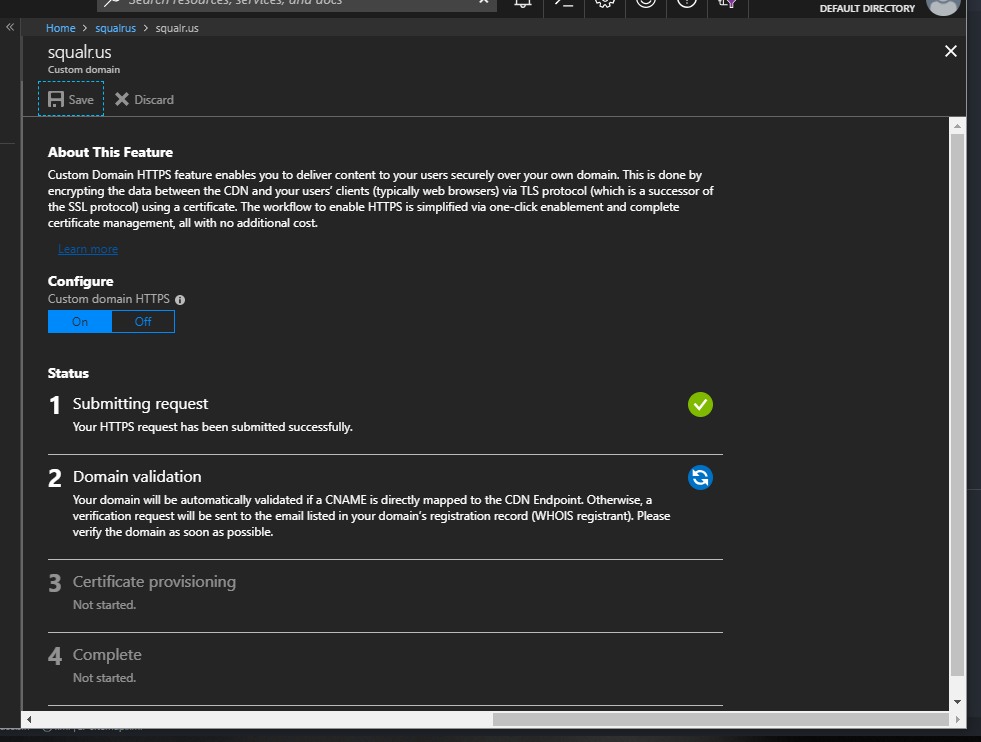 Search resources, services, and docs
DEFAULT DIRECTORY
Home > squalrus > squalr.us
squalr.us
Custom domain
Save Discard
About This Feature
Custom Domain HTTPS feature enables you to deliver content to your users securely over your own domain. This is done by
encrypting the data between the CDN and your users' clients (typically web browsers) via TLS protocol (which is a successor of
the SSL protocol) using a certificate. The workflow to enable HTTPS is simplified via one-click enablement and complete
certificate management, all with no additional cost.
Learn more
Configure
Custom domain HTTPS
On Off
Status
1 Submitting request
Your HTTPS request has been submitted successfully.
2 Domain validation
Your domain will be automatically validated if a CNAME is directly mapped to the CDN Endpoint. Otherwise, a
verification request will be sent to the email listed in your domain's registration record (WHOIS registrant). Please
verify the domain as soon as possible.
3 Certificate provisioning
Not started.
4 Complete
Not started.